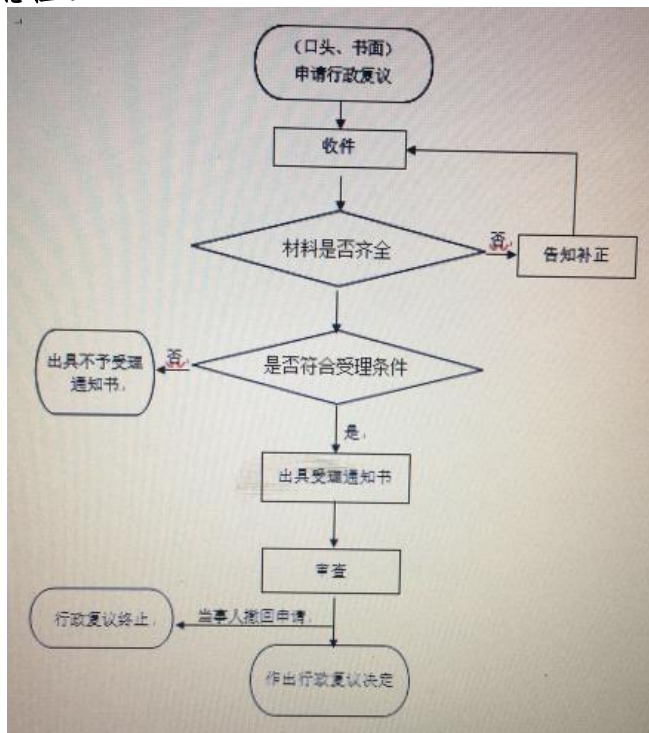 （口头、书面）
申请行政复议
收件
材料是否齐全
否
告知补正
是否符合受理条件
否
出具不予受理
通知书
是
出具受理通知书
审查
当事人撤回申请
行政复议终止
作出行政复议决定